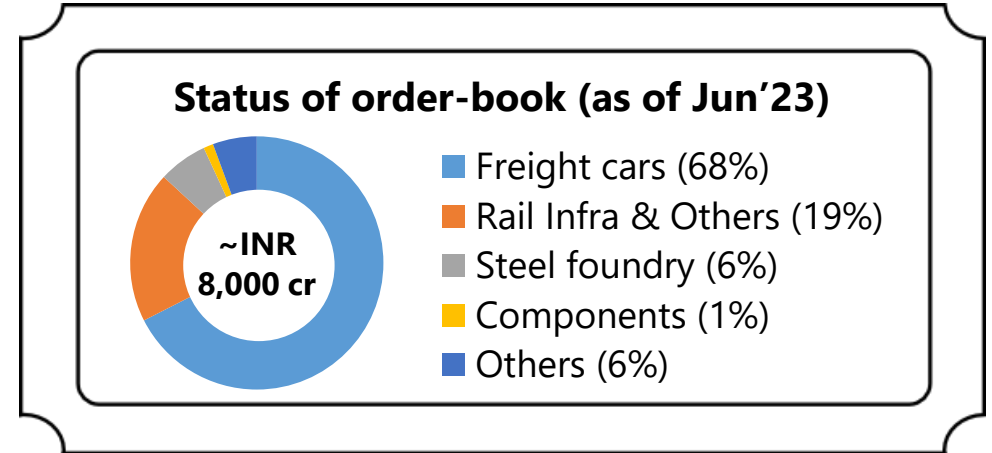 Status of order-book (as of Jun’23)
~INR
8,000 cr
Freight cars (68%)
Rail Infra & Others (19%)
Steel foundry (6%)
Components (1%)
Others (6%)